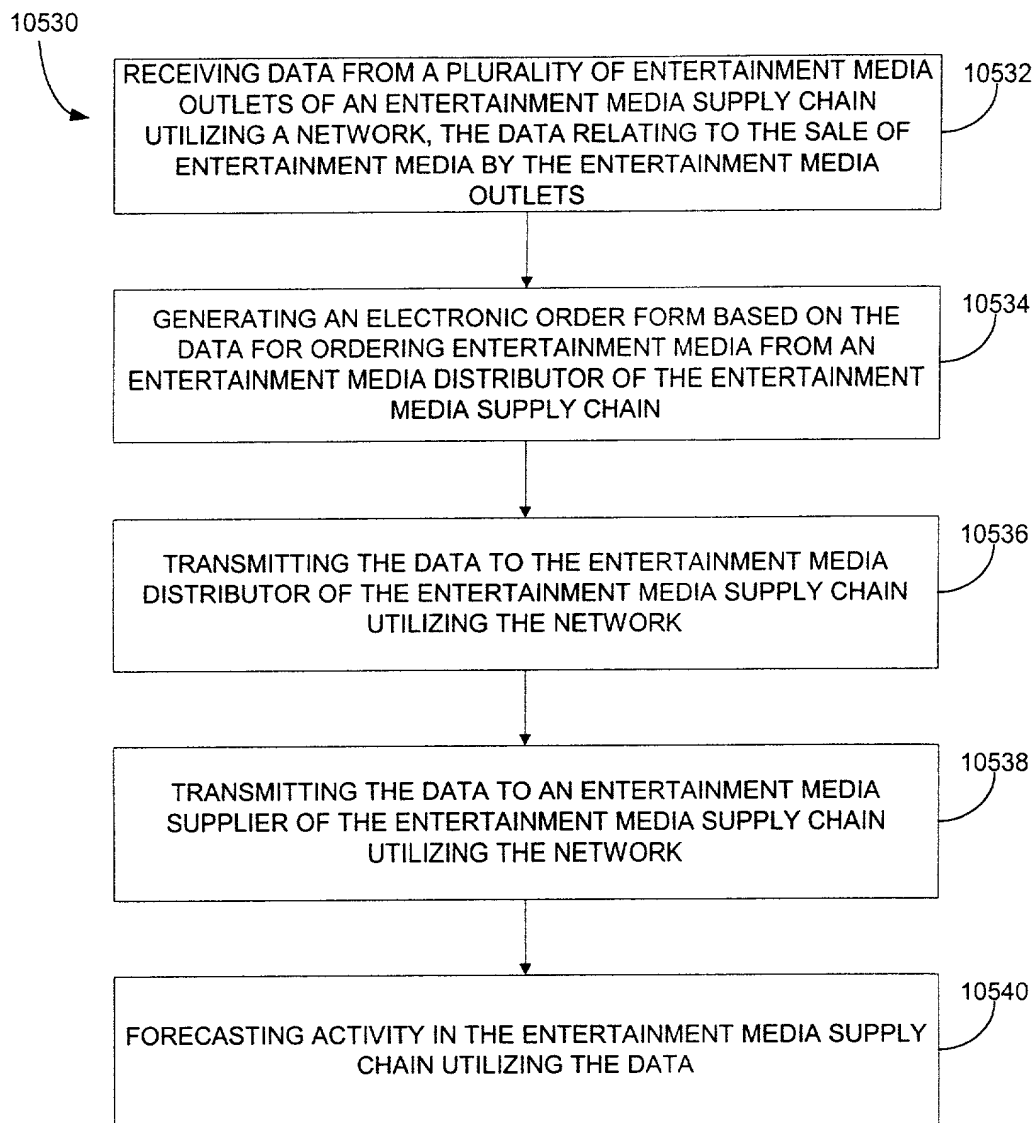 10530
RECEIVING DATA FROM A PLURALITY OF ENTERTAINMENT MEDIA
OUTLETS OF AN ENTERTAINMENT MEDIA SUPPLY CHAIN
UTILIZING A NETWORK, THE DATA RELATING TO THE SALE OF
ENTERTAINMENT MEDIA BY THE ENTERTAINMENT MEDIA
OUTLETS
10532
GENERATING AN ELECTRONIC ORDER FORM BASED ON THE
DATA FOR ORDERING ENTERTAINMENT MEDIA FROM AN
ENTERTAINMENT MEDIA DISTRIBUTOR OF THE ENTERTAINMENT
MEDIA SUPPLY CHAIN
10534
TRANSMITTING THE DATA TO THE ENTERTAINMENT MEDIA
DISTRIBUTOR OF THE ENTERTAINMENT MEDIA SUPPLY CHAIN
UTILIZING THE NETWORK
10536
TRANSMITTING THE DATA TO AN ENTERTAINMENT MEDIA
SUPPLIER OF THE ENTERTAINMENT MEDIA SUPPLY CHAIN
UTILIZING THE NETWORK
10538
FORECASTING ACTIVITY IN THE ENTERTAINMENT MEDIA SUPPLY
CHAIN UTILIZING THE DATA
10540